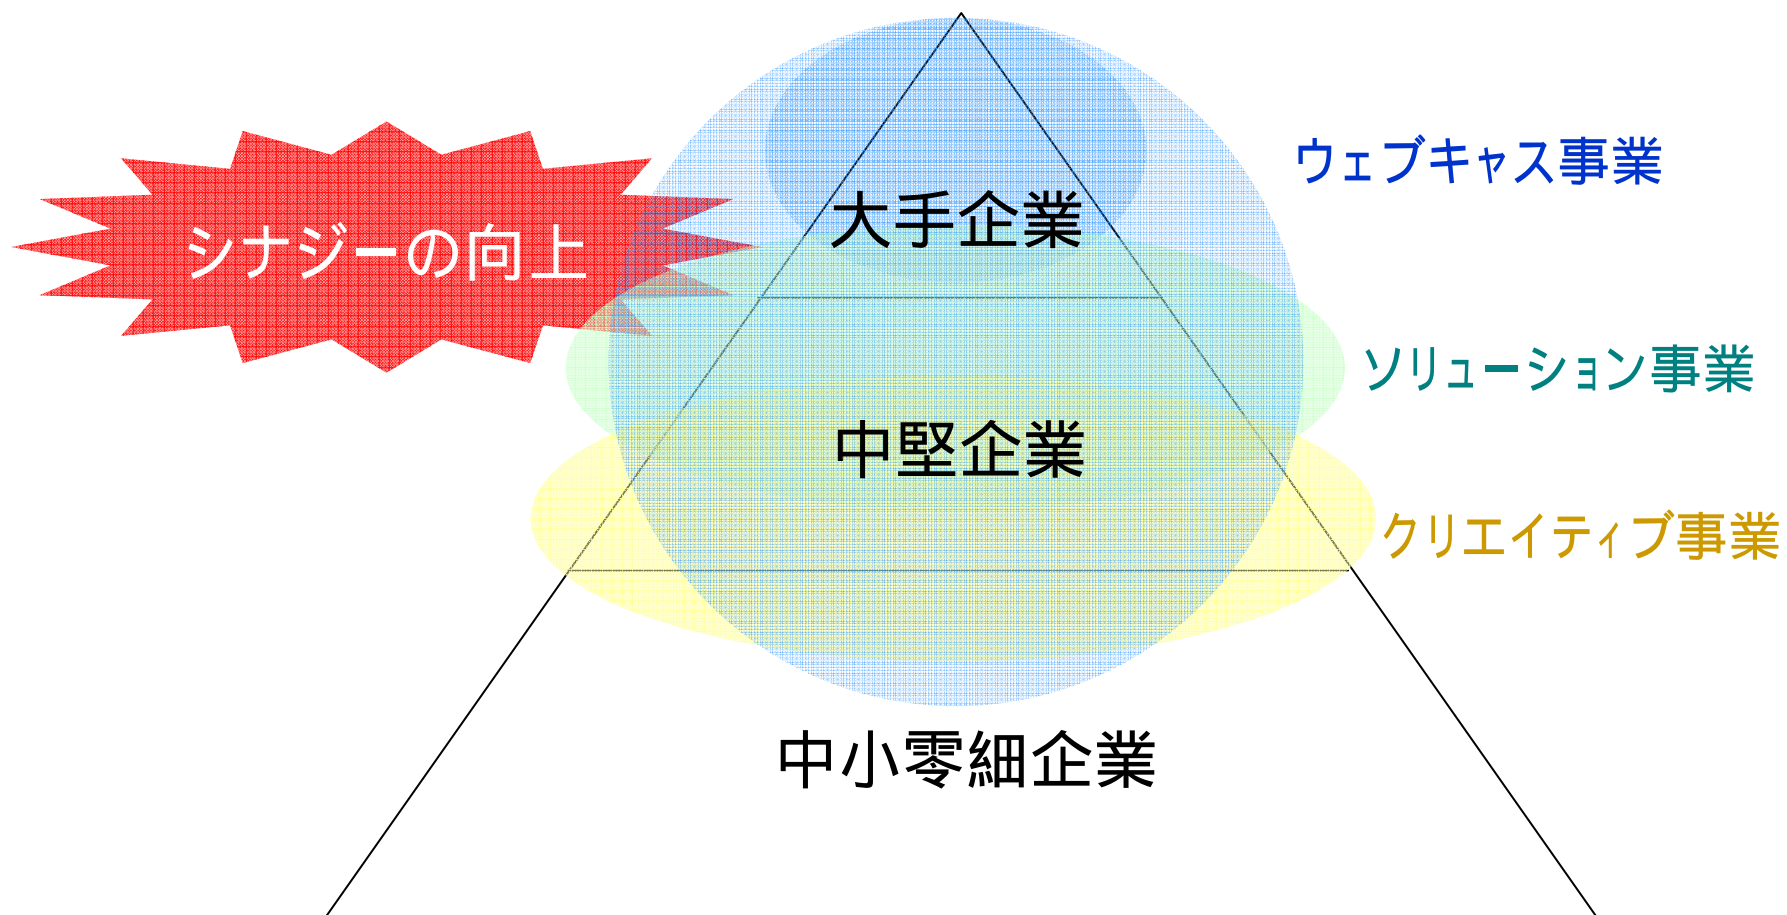 ウェブキャス事業
大手企業
シナジーの向上
ソリューション事業
中堅企業
クリエイティブ事業
中小零細企業